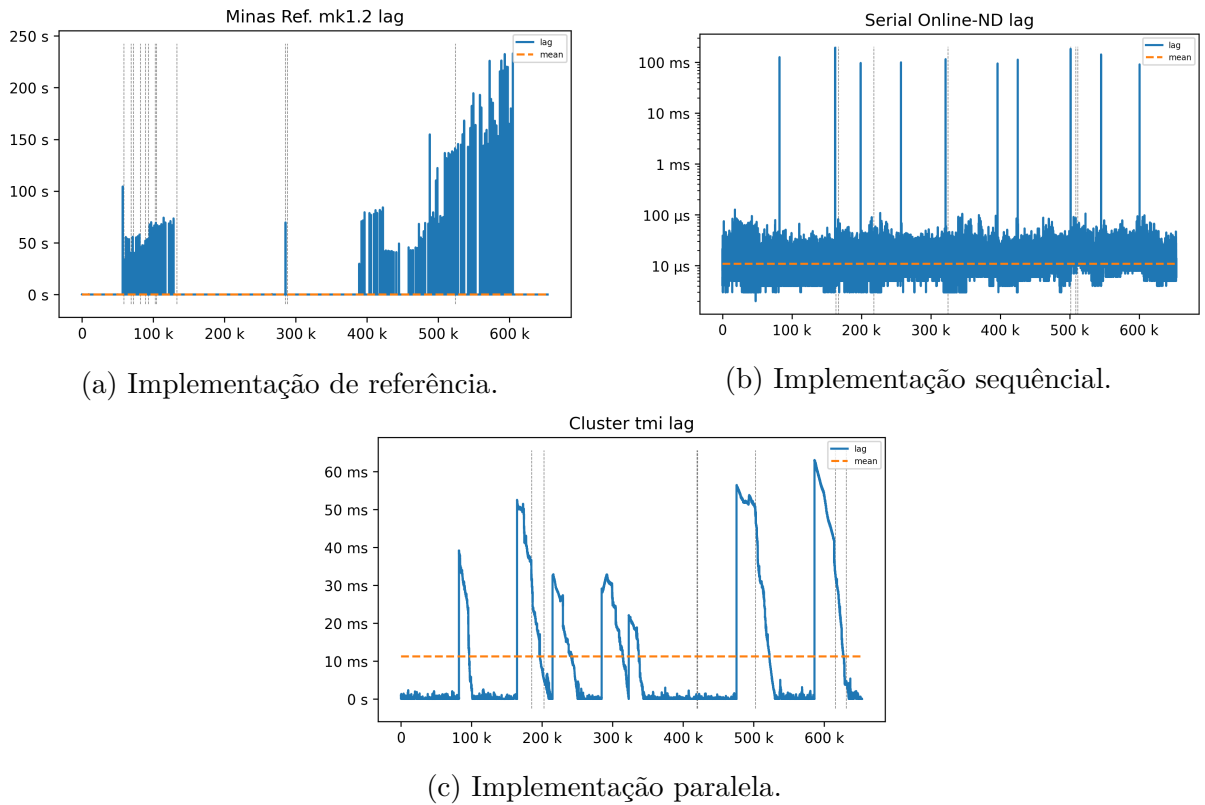 Minas Ref. mk1.2 lag
250 s
200 s
150 s
100 s
50 s
0 s
0 100 k 200 k 300 k 400 k 500 k 600 k
lag
mean
(a) Implementação de referência.
Serial Online-ND lag
100 ms
10 ms
1 ms
100 µs
10 µs
0 100 k 200 k 300 k 400 k 500 k 600 k
lag
mean
(b) Implementação sequêncial.
Cluster tmi lag
60 ms
50 ms
40 ms
30 ms
20 ms
10 ms
0 s
0 100 k 200 k 300 k 400 k 500 k 600 k
lag
mean
(c) Implementação paralela.